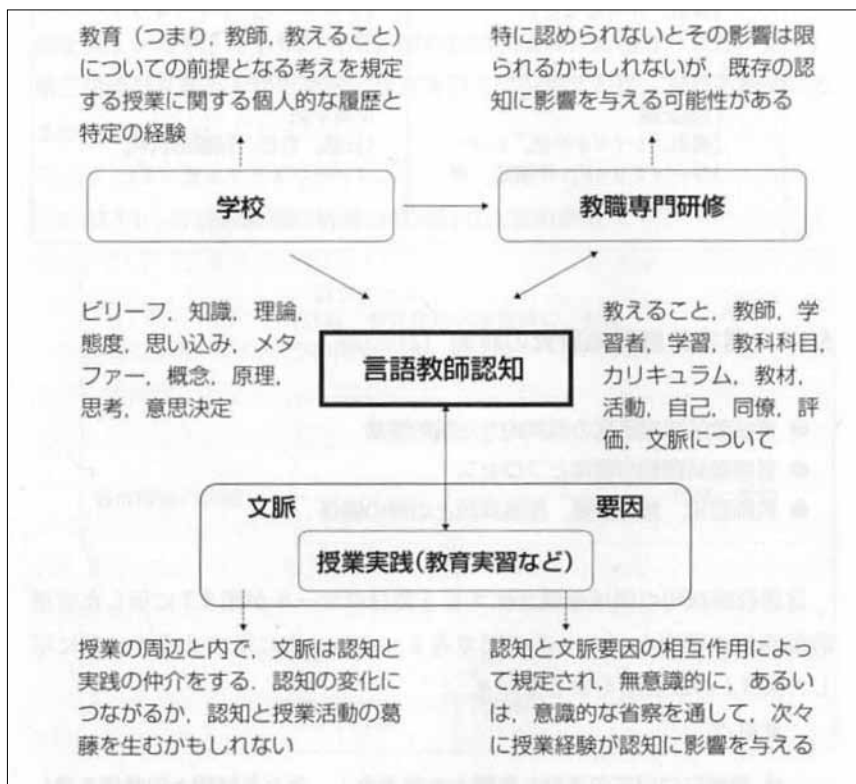 教育（つまり，教師，教えること）
についての前提となる考えを規定
する授業に関する個人的な履歴と
特定の経験
特に認められないとその影響は限
られるかもしれないが，既存の認
知に影響を与える可能性がある
学校
教職専門研修
ビリーフ，知識，理論，
態度，思い込み，メタ
ファー，概念，原理，
思考，意思決定
言語教師認知
教えること，教師，学
習者，学習，教科科目，
カリキュラム，教材，
活動，自己，同僚，評
価，文脈について
文脈
要因
授業実践（教育実習など）
授業の周辺と内で，文脈は認知と
実践の仲介をする．認知の変化に
つながるか，認知と授業活動の葛
藤を生むかもしれない
認知と文脈要因の相互作用によっ
て規定され，無意識的に，あるい
は，意識的な省察を通して，次々
に授業経験が認知に影響を与える